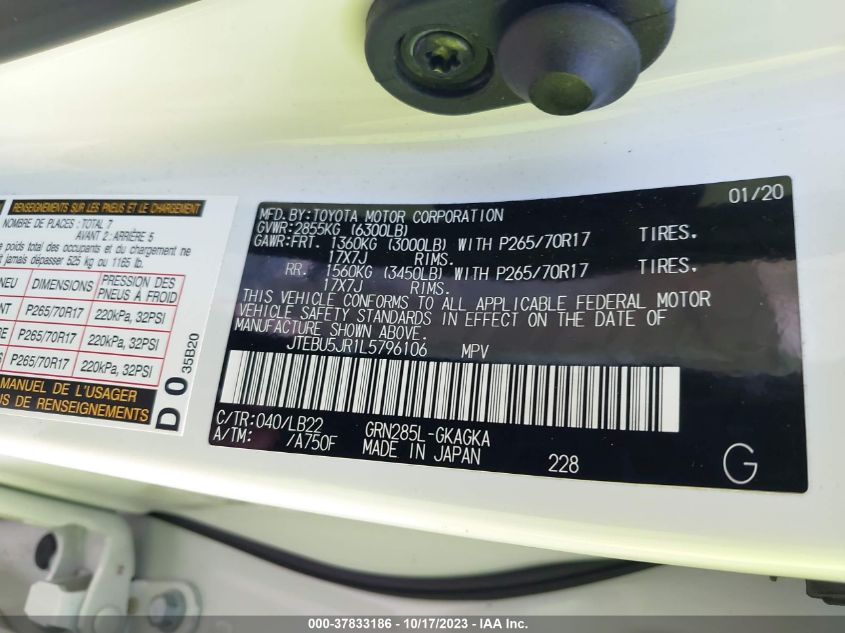 RENSEIGNEMENTS SUR LES PNEUS ET LE CHARGEMENT
NOMBRE DE PLACES: TOTAL 7
AVANT 2: ARRIÈRE 5
poids total des occupants et du chargement ne
jamais dépasser 525 kg ou 1165 lb.
PNEU DIMENSIONS PRESSION DES PNEUS À FROID
P265/70R17 220kPa, 32PSI
P265/70R17 220kPa, 32PSI
P265/70R17 220kPa, 32PSI
MANUEL DE L'USAGER
DE RENSEIGNEMENTS
D0 35B20
01/20
MFD.BY:TOYOTA MOTOR CORPORATION
GVWR:2855KG (6300LB)
GAWR:FRT. 1360KG (3000LB) WITH P265/70R17 TIRES.
17X7J RIMS.
RR. 1560KG (3450LB) WITH P265/70R17 TIRES.
17X7J RIMS.
THIS VEHICLE CONFORMS TO ALL APPLICABLE FEDERAL MOTOR
VEHICLE SAFETY STANDARDS IN EFFECT ON THE DATE OF
MANUFACTURE SHOWN ABOVE.
JTEBU5JR1L5796106 MPV
C/TR:040/LB22 GRN285L-GKAGKA
A/TM: /A750F MADE IN JAPAN 228 G
000-37833186 - 10/17/2023 - IAA Inc.